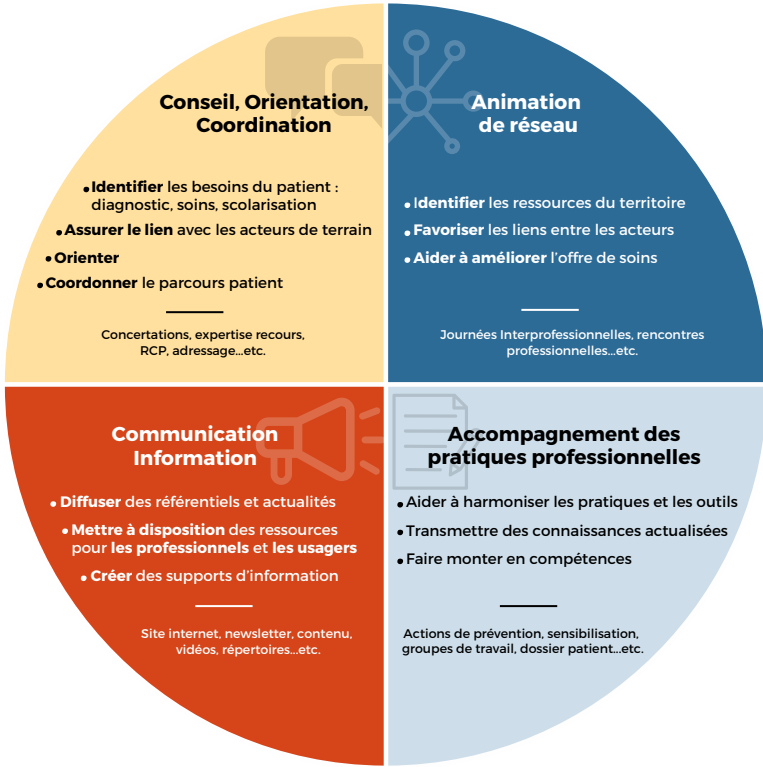 Conseil, Orientation,
Coordination
• Identifier les besoins du patient :
diagnostic, soins, scolarisation
• Assurer le lien avec les acteurs de terrain
• Orienter
• Coordonner le parcours patient
Concertations, expertise recours,
RCP, adressage...etc.
Animation
de réseau
• Identifier les ressources du territoire
• Favoriser les liens entre les acteurs
• Aider à améliorer l'offre de soins
Journées Interprofessionnelles, rencontres
professionnelles...etc.
Communication
Information
• Diffuser des référentiels et actualités
• Mettre à disposition des ressources
pour les professionnels et les usagers
• Créer des supports d'information
Site internet, newsletter, contenu,
vidéos, répertoires...etc.
Accompagnement des
pratiques professionnelles
• Aider à harmoniser les pratiques et les outils
• Transmettre des connaissances actualisées
• Faire monter en compétences
Actions de prévention, sensibilisation,
groupes de travail, dossier patient...etc.